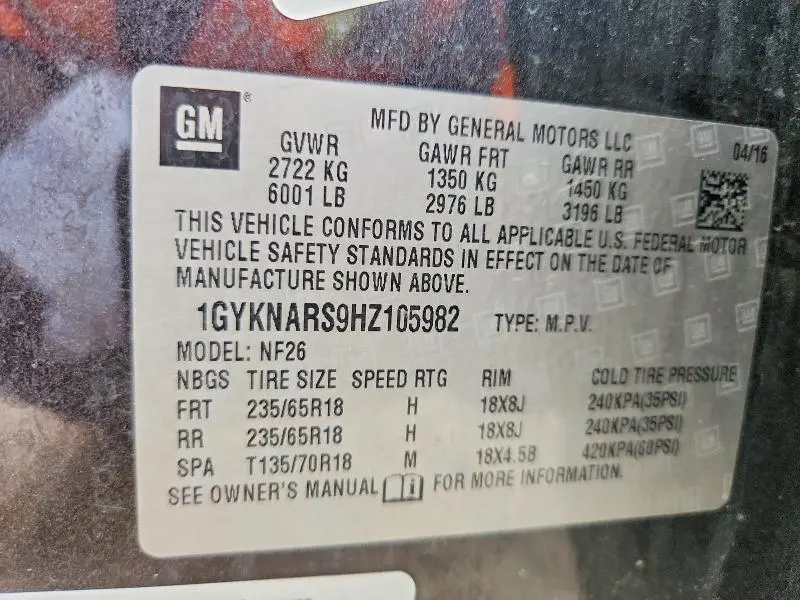 GM ®
MFD BY GENERAL MOTORS LLC
04/16
GVWR GAWR FRT GAWR RR
2722 KG 1350 KG 1450 KG
6001 LB 2976 LB 3196 LB
THIS VEHICLE CONFORMS TO ALL APPLICABLE U.S. FEDERAL MOTOR
VEHICLE SAFETY STANDARDS IN EFFECT ON THE DATE OF
MANUFACTURE SHOWN ABOVE.
1GYKNARS9HZ105982 TYPE: M.P.V.
MODEL: NF26
NBGS TIRE SIZE SPEED RTG RIM COLD TIRE PRESSURE
FRT 235/65R18 H 18X8J 240KPA(35PSI)
RR 235/65R18 H 18X8J 240KPA(35PSI)
SPA T135/70R18 M 18X4.5B 420KPA(60PSI)
SEE OWNER'S MANUAL i FOR MORE INFORMATION.